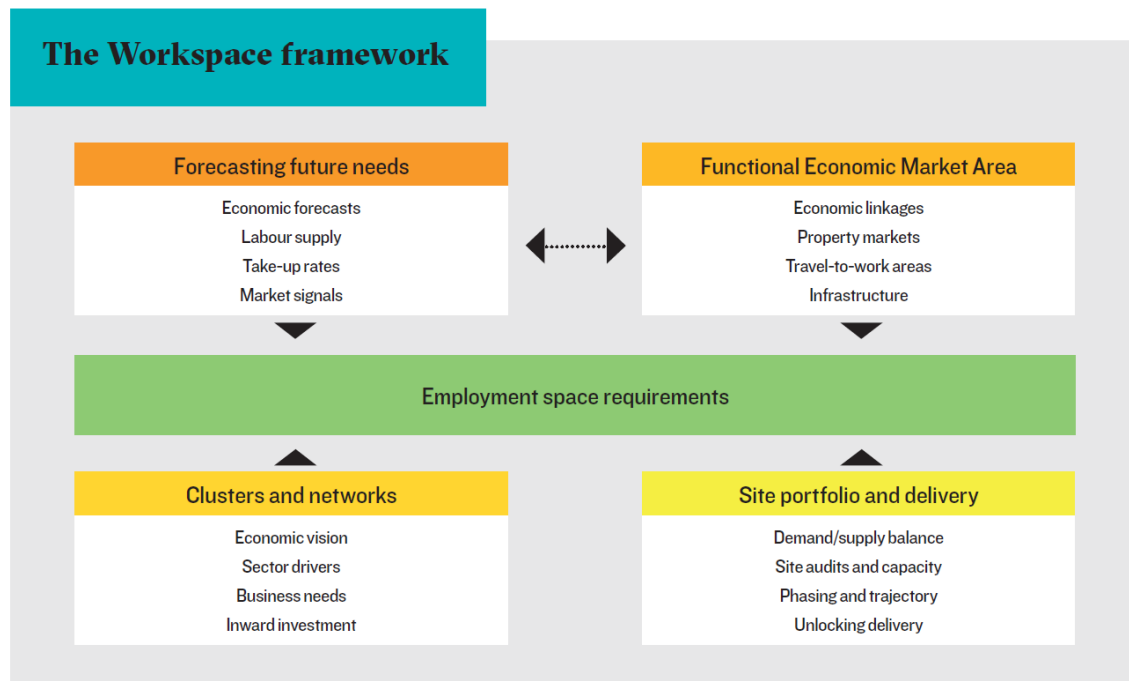 The Workspace framework
Forecasting future needs
Economic forecasts
Labour supply
Take-up rates
Market signals
Functional Economic Market Area
Economic linkages
Property markets
Travel-to-work areas
Infrastructure
Employment space requirements
Clusters and networks
Economic vision
Sector drivers
Business needs
Inward investment
Site portfolio and delivery
Demand/supply balance
Site audits and capacity
Phasing and trajectory
Unlocking delivery